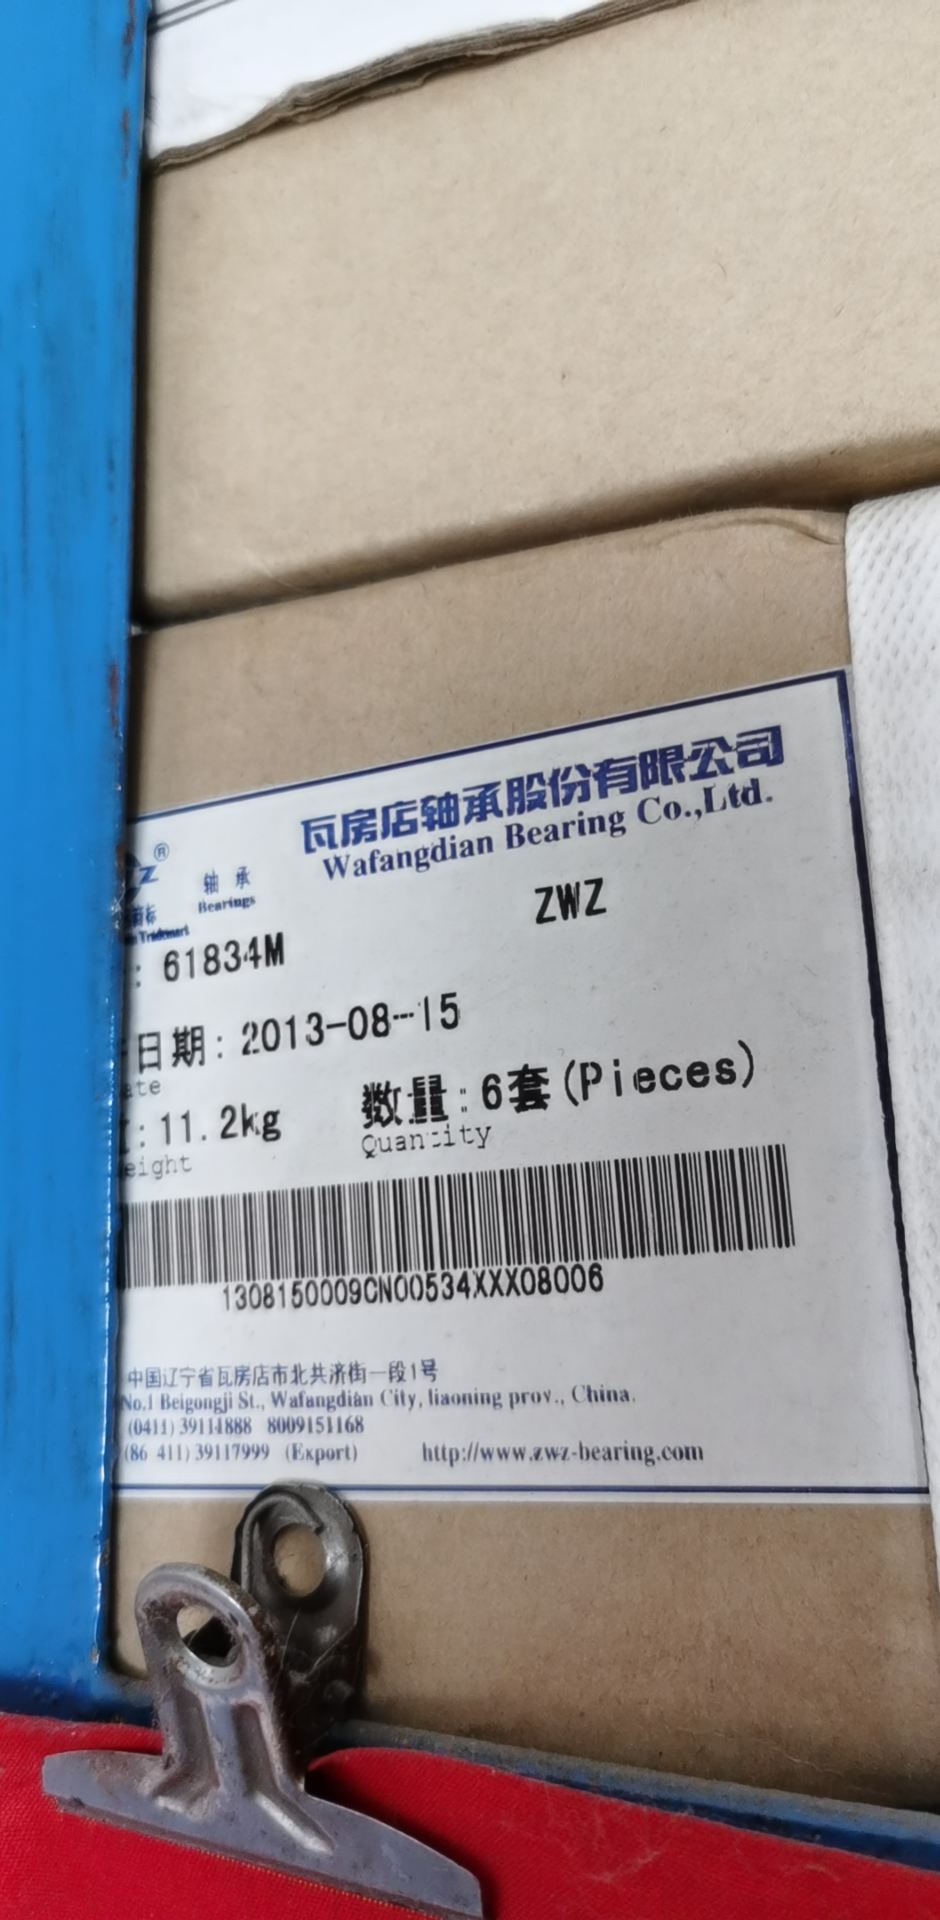 瓦房店轴承股份有限公司
Wafangdian Bearing Co.,Ltd.
Z ®
轴承
Bearings
商标
Trademart
ZWZ
: 61834M
日期: 2013-08-15
ate
: 11.2kg 数量: 6套(Pieces)
eight Quantity
1308150009CN00534XXX08006
中国辽宁省瓦房店市北共济街一段1号
No.1 Beigongji St., Wafangdian City, liaoning prov., China.
(0411) 39114888 8009151168
(86 411) 39117999 (Export) http://www.zwz-bearing.com